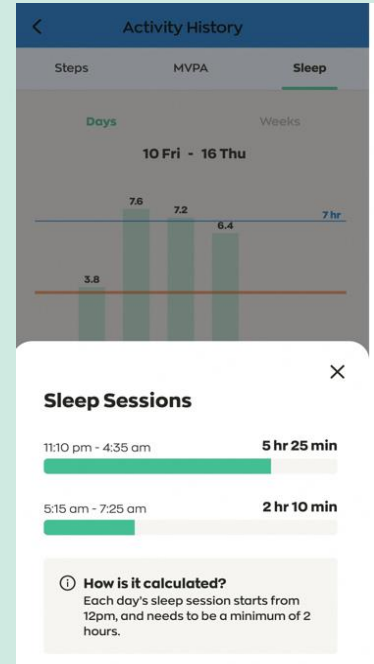 Activity History
Steps MVPA Sleep
Days Weeks
10 Fri - 16 Thu
7.6
7.2
7 hr
6.4
3.8
Sleep Sessions
11:10 pm - 4:35 am 5 hr 25 min
5:15 am - 7:25 am 2 hr 10 min
How is it calculated?
Each day's sleep session starts from
12pm, and needs to be a minimum of 2
hours.